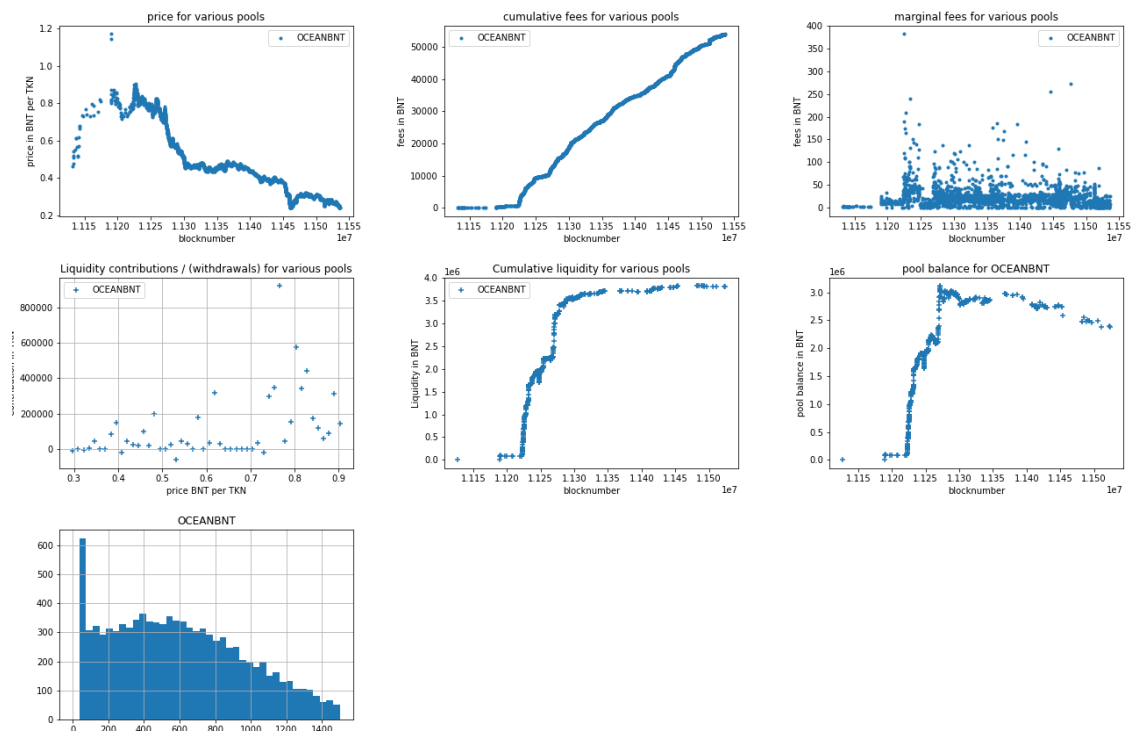 price for various pools
OCEANBNT
price in BNT per TKN
1.2
1.0
0.8
0.6
0.4
0.2
1.115 1.120 1.125 1.130 1.135 1.140 1.145 1.150 1.155
blocknumber
1e7
cumulative fees for various pools
OCEANBNT
fees in BNT
50000
40000
30000
20000
10000
0
1.115 1.120 1.125 1.130 1.135 1.140 1.145 1.150 1.155
blocknumber
1e7
marginal fees for various pools
OCEANBNT
fees in BNT
400
350
300
250
200
150
100
50
0
1.115 1.120 1.125 1.130 1.135 1.140 1.145 1.150 1.155
blocknumber
1e7
Liquidity contributions / (withdrawals) for various pools
OCEANBNT
800000
600000
400000
200000
0
0.3 0.4 0.5 0.6 0.7 0.8 0.9
price BNT per TKN
Cumulative liquidity for various pools
1e6
OCEANBNT
Liquidity in BNT
4.0
3.5
3.0
2.5
2.0
1.5
1.0
0.5
0.0
1.115 1.120 1.125 1.130 1.135 1.140 1.145 1.150
blocknumber
1e7
pool balance for OCEANBNT
1e6
pool balance in BNT
3.0
2.5
2.0
1.5
1.0
0.5
0.0
1.115 1.120 1.125 1.130 1.135 1.140 1.145 1.150
blocknumber
1e7
OCEANBNT
600
500
400
300
200
100
0
0 200 400 600 800 1000 1200 1400